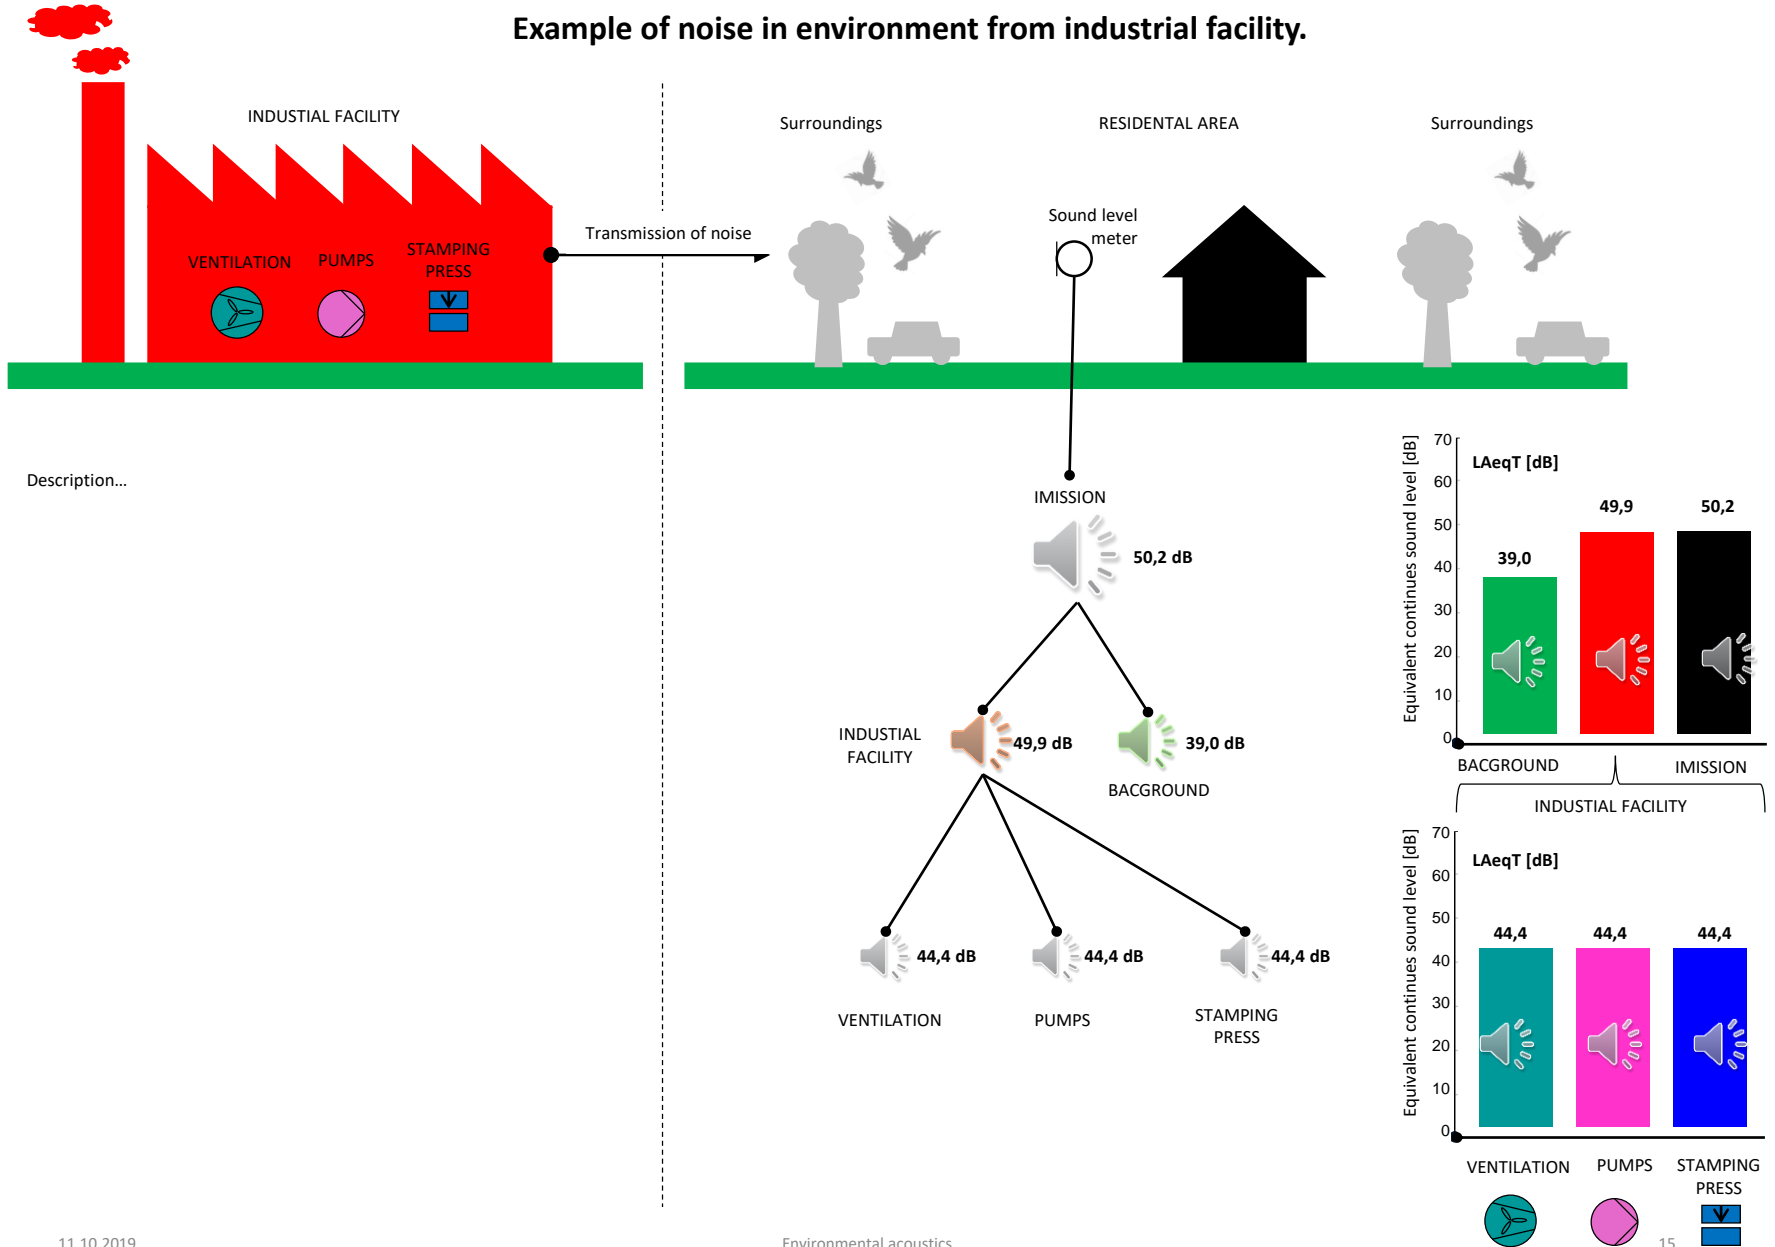 Example of noise in environment from industrial facility.
INDUSTIAL FACILITY
VENTILATION
PUMPS
STAMPING
PRESS
Transmission of noise
Surroundings
RESIDENTAL AREA
Surroundings
Sound level
meter
Description...
IMISSION
50,2 dB
INDUSTIAL
FACILITY
49,9 dB
39,0 dB
BACGROUND
44,4 dB
44,4 dB
44,4 dB
VENTILATION
PUMPS
STAMPING
PRESS
Equivalent continues sound level [dB]
LAeqT [dB]
70
60
50
40
30
20
10
0
39,0
49,9
50,2
BACGROUND
IMISSION
INDUSTIAL FACILITY
Equivalent continues sound level [dB]
LAeqT [dB]
70
60
50
40
30
20
10
0
44,4
44,4
44,4
VENTILATION
PUMPS
STAMPING
PRESS
11.10.2019
Environmental acoustics
15